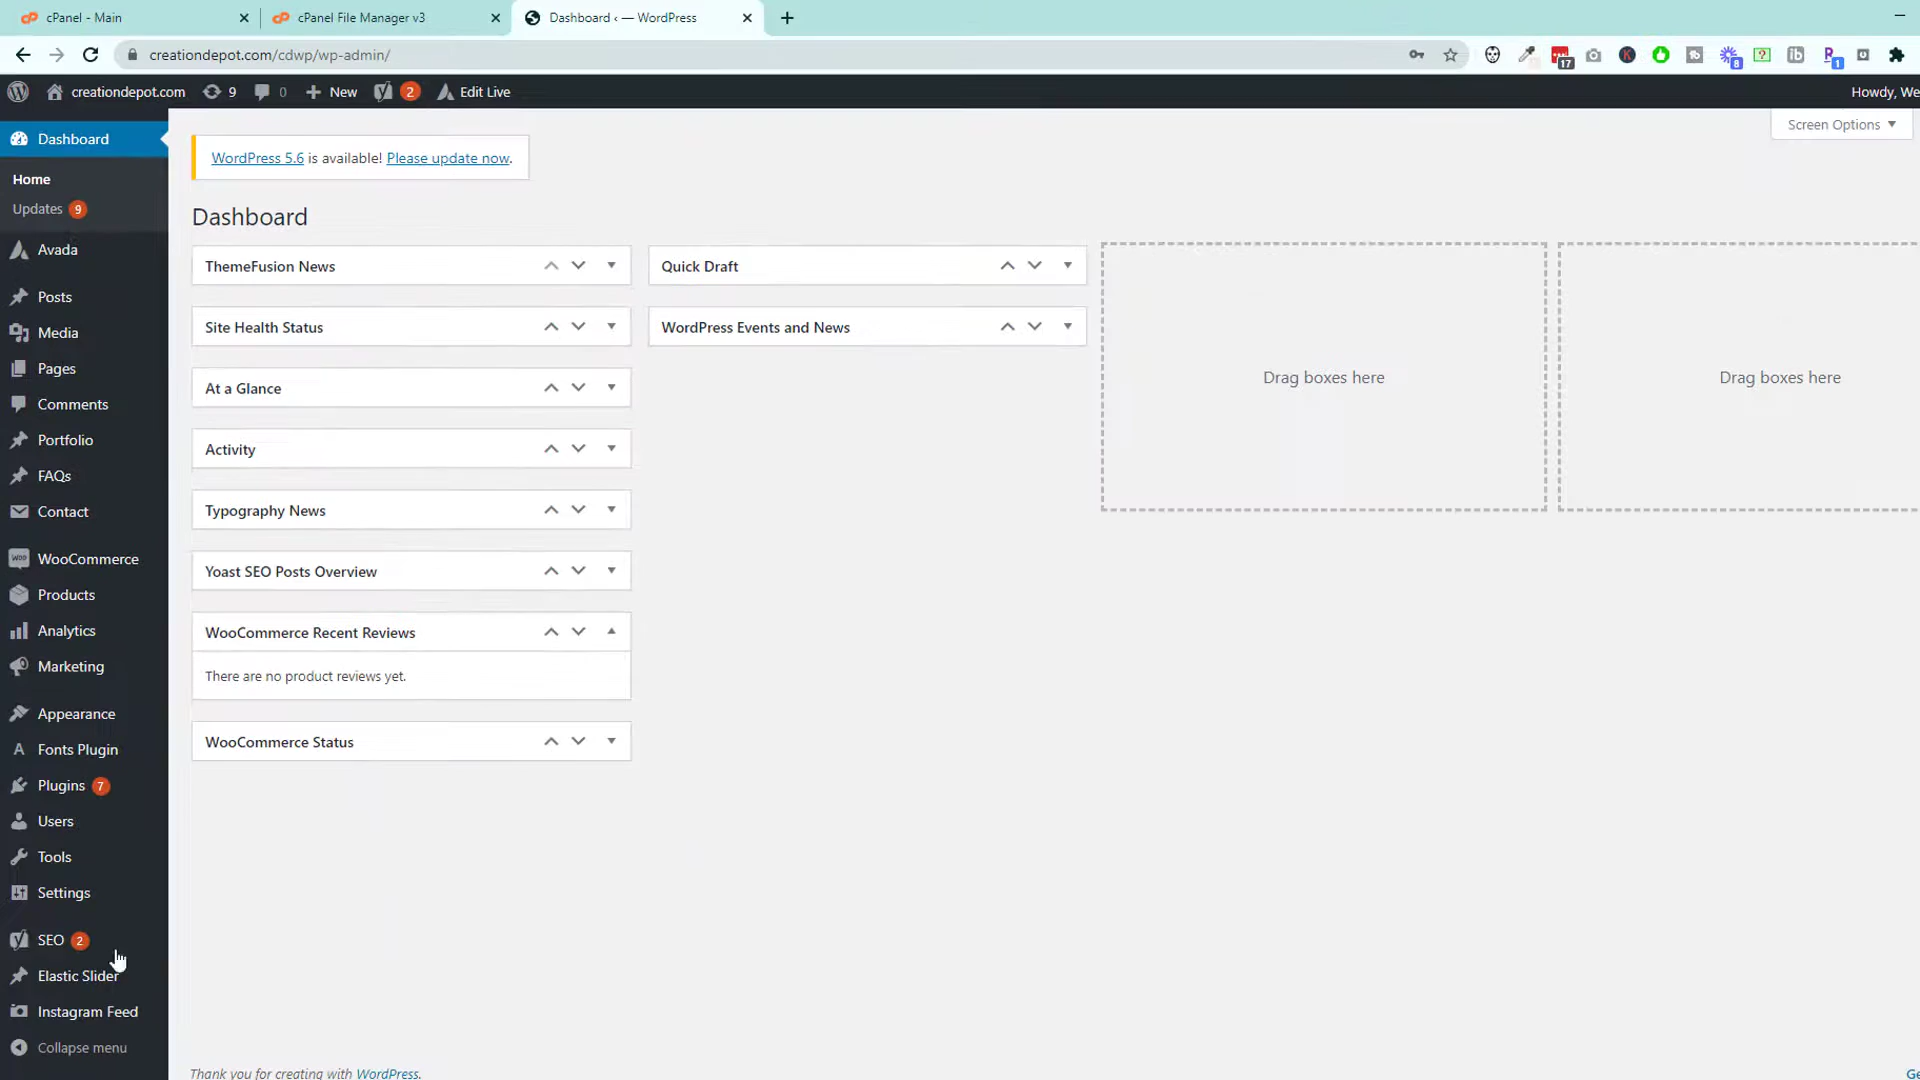 cPanel - Main
cPanel File Manager v3
Dashboard ‹ — WordPress
creationdepot.com/cdwp/wp-admin/
17
8
1
creationdepot.com
9
0
New
2
Edit Live
Howdy, We
Screen Options
Dashboard
Home
Updates 9
Avada
Posts
Media
Pages
Comments
Portfolio
FAQs
Contact
WooCommerce
Products
Analytics
Marketing
Appearance
Fonts Plugin
Plugins 7
Users
Tools
Settings
SEO 2
Elastic Slider
Instagram Feed
Collapse menu
WordPress 5.6 is available! Please update now.
Dashboard
ThemeFusion News
Site Health Status
At a Glance
Activity
Typography News
Yoast SEO Posts Overview
WooCommerce Recent Reviews
There are no product reviews yet.
WooCommerce Status
Quick Draft
WordPress Events and News
Drag boxes here
Drag boxes here
Thank you for creating with WordPress.
Ge